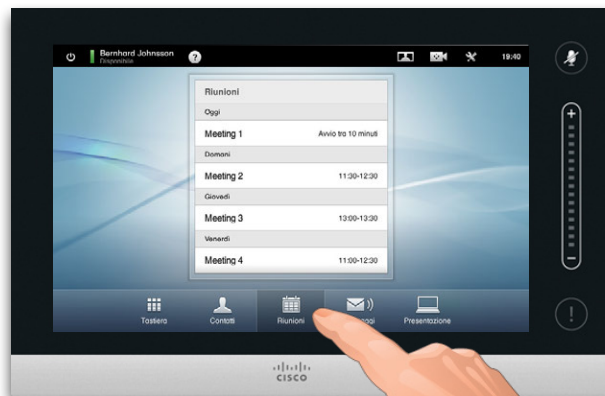 Bernhard Johnsson
Disponibile
?
19:40
Riunioni
Oggi
Meeting 1 Avvio tra 10 minuti
Domani
Meeting 2 11:30-12:30
Giovedì
Meeting 3 13:00-13:30
Venerdì
Meeting 4 11:00-12:30
Tastiera Contatti Riunioni Presentazione
CISCO